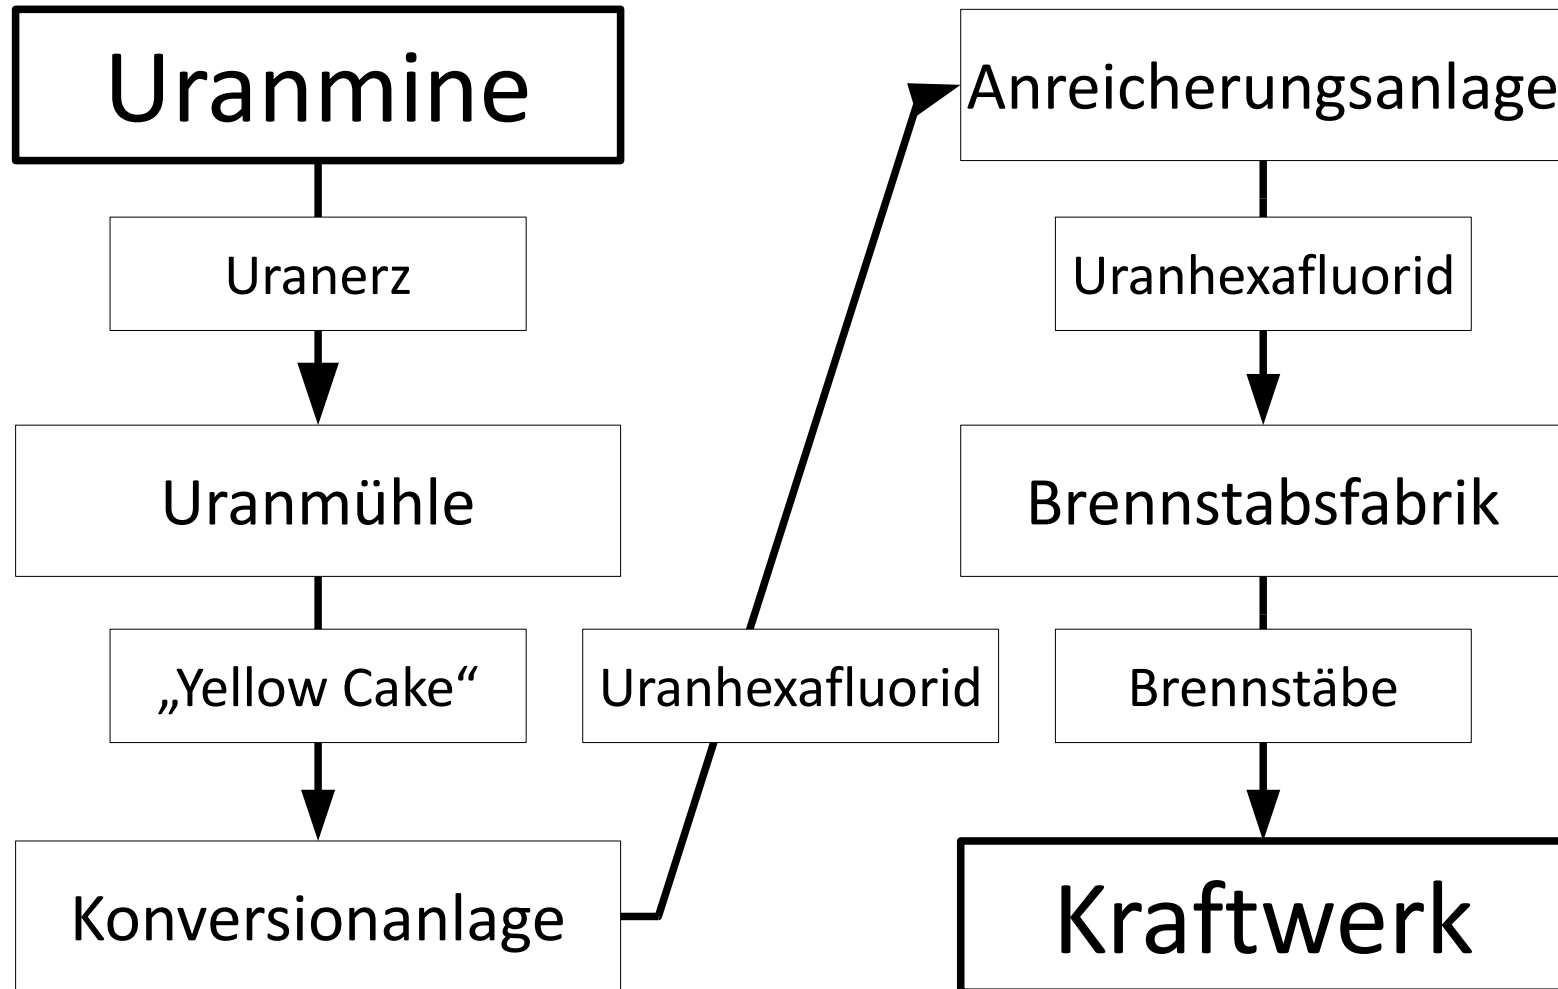 Uranmine
Uranerz
Uranmühle
„Yellow Cake“
Konversionanlage
Uranhexafluorid
Anreicherungsanlage
Uranhexafluorid
Brennstabsfabrik
Brennstäbe
Kraftwerk